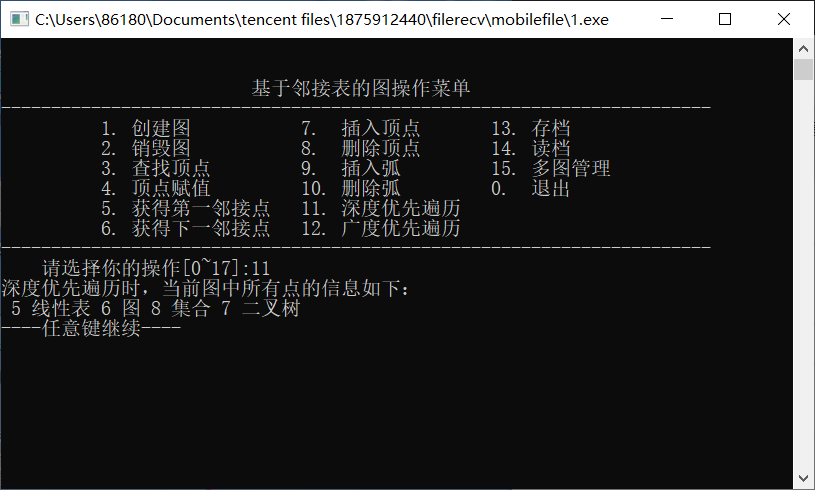 C:\Users\86180\Documents\tencent files\1875912440\filerecv\mobilefile\1.exe
基于邻接表的图操作菜单
-----------------------------------------------------------------------
1. 创建图 7. 插入顶点 13. 存档
2. 销毁图 8. 删除顶点 14. 读档
3. 查找顶点 9. 插入弧 15. 多图管理
4. 顶点赋值 10. 删除弧 0. 退出
5. 获得第一邻接点 11. 深度优先遍历
6. 获得下一邻接点 12. 广度优先遍历
-----------------------------------------------------------------------
请选择你的操作[0~17]:11
深度优先遍历时，当前图中所有点的信息如下：
5 线性表 6 图 8 集合 7 二叉树
----任意键继续----